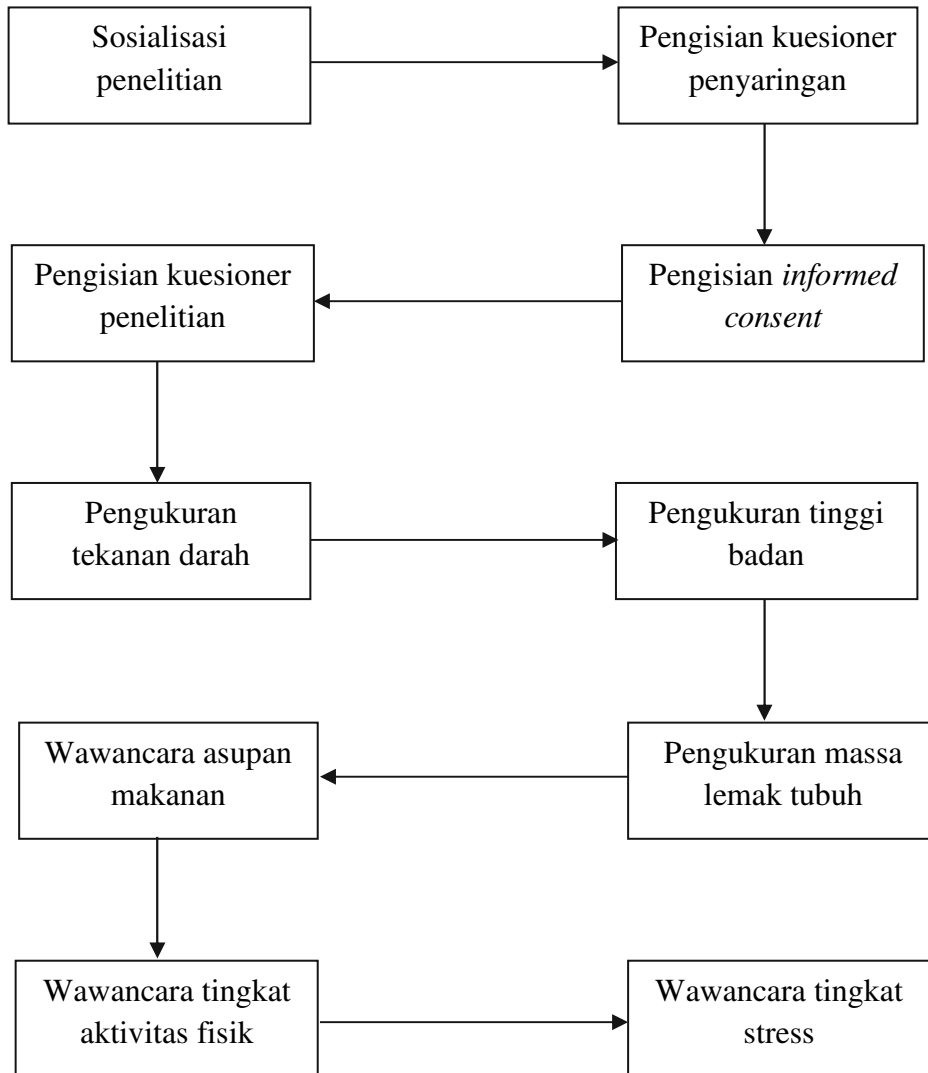 Sosialisasi
penelitian
Pengisian kuesioner
penyaringan
Pengisian informed
consent
Pengisian kuesioner
penelitian
Pengukuran
tekanan darah
Pengukuran tinggi
badan
Pengukuran massa
lemak tubuh
Wawancara asupan
makanan
Wawancara tingkat
aktivitas fisik
Wawancara tingkat
stress